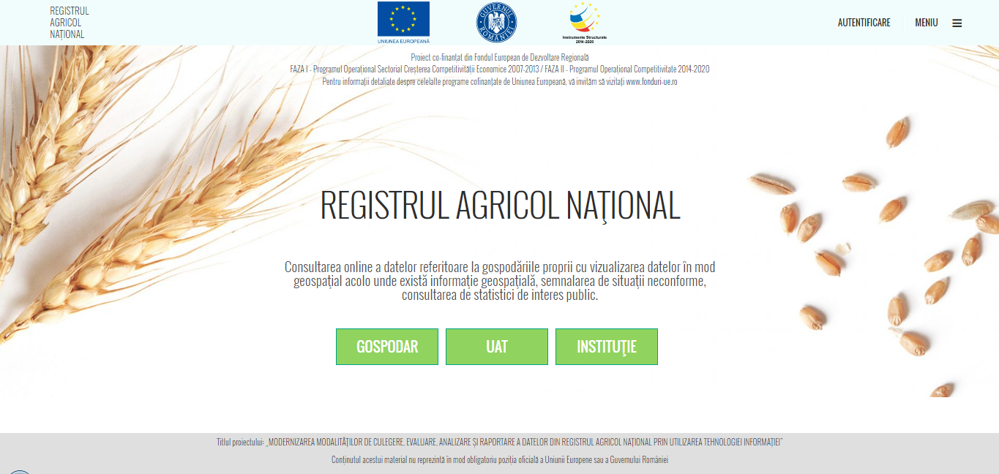 REGISTRUL
AGRICOL
NAȚIONAL
UNIUNEA EUROPEANĂ
GUVERNUL ROMÂNIEI
Instrumente Structurale
2014-2020
AUTENTIFICARE
MENIU
Proiect co-finanțat din Fondul European de Dezvoltare Regională
FAZA I - Programul Operațional Sectorial Creșterea Competitivității Economice 2007-2013 / FAZA II - Programul Operațional Competitivitate 2014-2020
Pentru informații detaliate despre celelalte programe cofinanțate de Uniunea Europeană, vă invităm să vizitați www.fonduri-ue.ro
REGISTRUL AGRICOL NAŢIONAL
Consultarea online a datelor referitoare la gospodăriile proprii cu vizualizarea datelor în mod
geospaţial acolo unde există informaţie geospaţială, semnalarea de situaţii neconforme,
consultarea de statistici de interes public.
GOSPODAR
UAT
INSTITUŢIE
Titlul proiectului: „MODERNIZAREA MODALITĂȚILOR DE CULEGERE, EVALUARE, ANALIZARE ȘI RAPORTARE A DATELOR DIN REGISTRUL AGRICOL NAȚIONAL PRIN UTILIZAREA TEHNOLOGIEI INFORMAȚIEI”
Conținutul acestui material nu reprezintă în mod obligatoriu poziția oficială a Uniunii Europene sau a Guvernului României